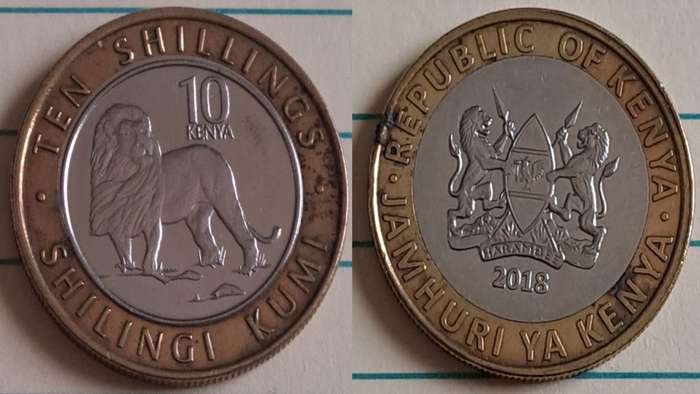 · TEN SHILLINGS ·
10
KENYA
SHILINGI KUMI
· REPUBLIC OF KENYA ·
HARAMBEE
2018
JAMHURI YA KENYA